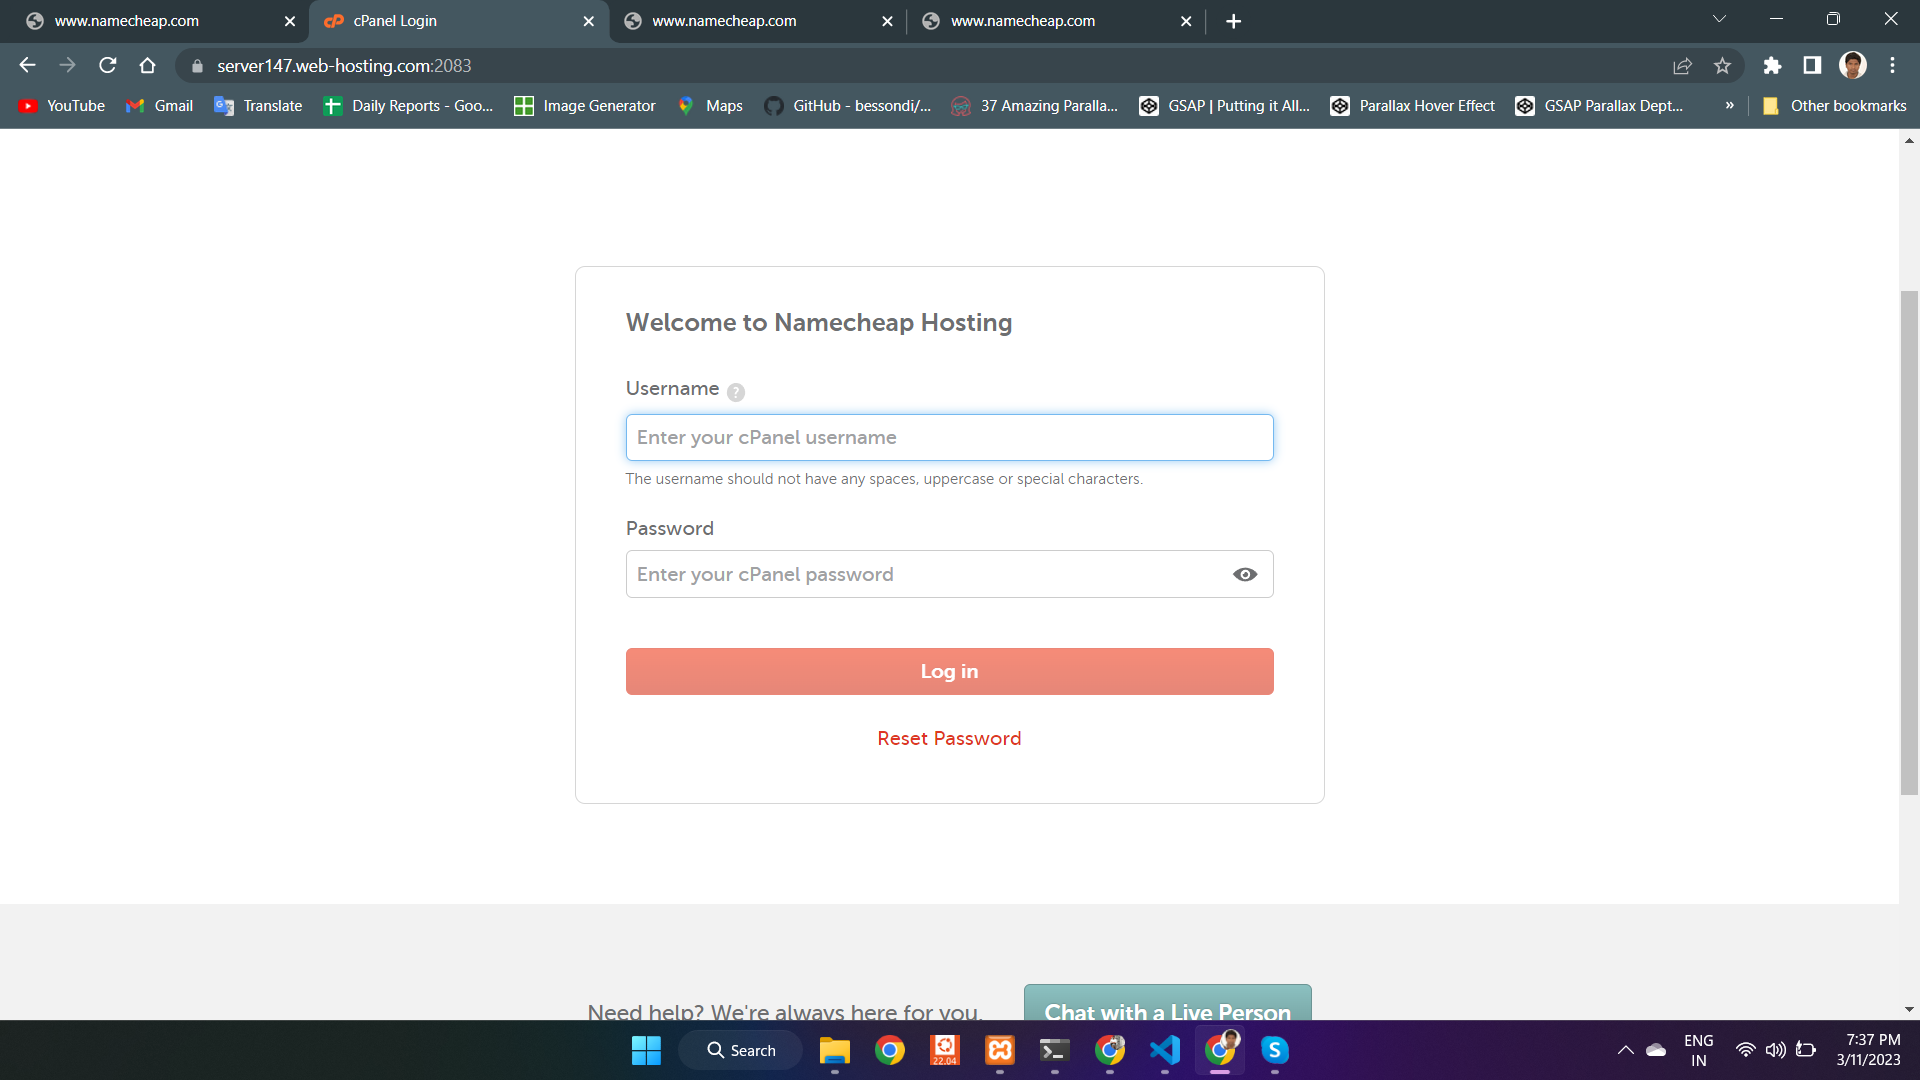 www.namecheap.com
cPanel Login
www.namecheap.com
www.namecheap.com
server147.web-hosting.com:2083
YouTube
Gmail
Translate
Daily Reports - Goo...
Image Generator
Maps
GitHub - bessondi/...
37 Amazing Paralla...
GSAP | Putting it All...
Parallax Hover Effect
GSAP Parallax Dept...
»
Other bookmarks
Welcome to Namecheap Hosting
Username ?
Enter your cPanel username
The username should not have any spaces, uppercase or special characters.
Password
Enter your cPanel password
Log in
Reset Password
Need help? We're always here for you.
Chat with a Live Person
Search
22.04
ENG
IN
7:37 PM
3/11/2023